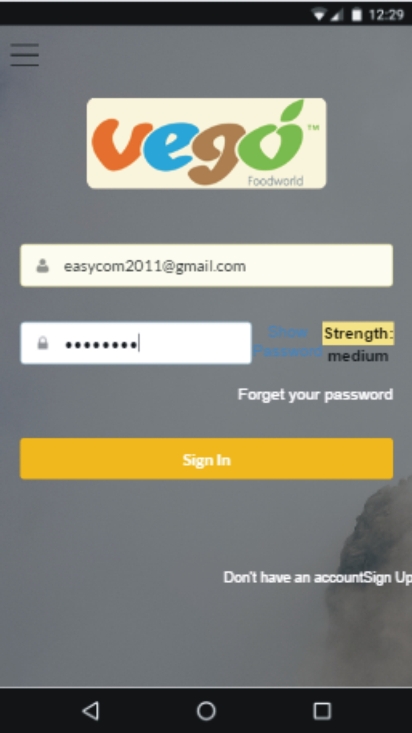 12:29
vego™
Foodworld
easycom2011@gmail.com
Show
Password
Strength:
medium
Forget your password
Sign In
Don't have an accountSign Up